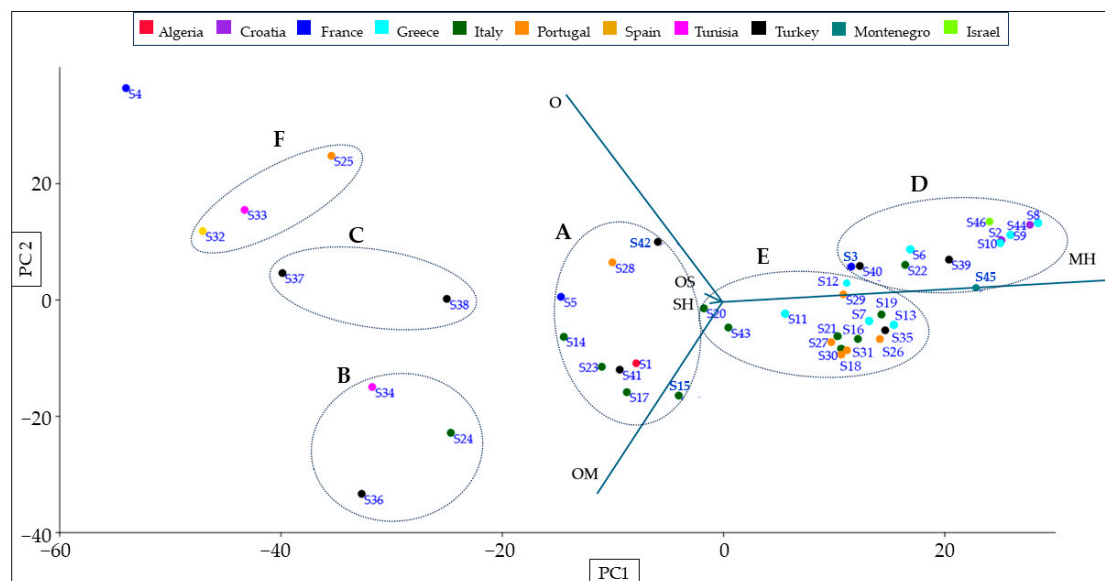 Algeria Croatia France Greece Italy Portugal Spain Tunisia Turkey Montenegro Israel
S4
O
F
S25
D
20
S33
S46
S8
S44
S2
S9
S32
A
S10
C
S42
S6
E
S3
S39
MH
S28
S40
S22
PC 2
S37
OS
S12
S45
0
S38
S5
SH
S29
S19
S20
S11
S7
S13
S43
S21
S16
S35
S14
S27
S31
S26
S30
S18
B
S23
S1
S41
S34
S17
S15
−20
S24
OM
S36
−40
−60
−40
−20
0
20
PC1